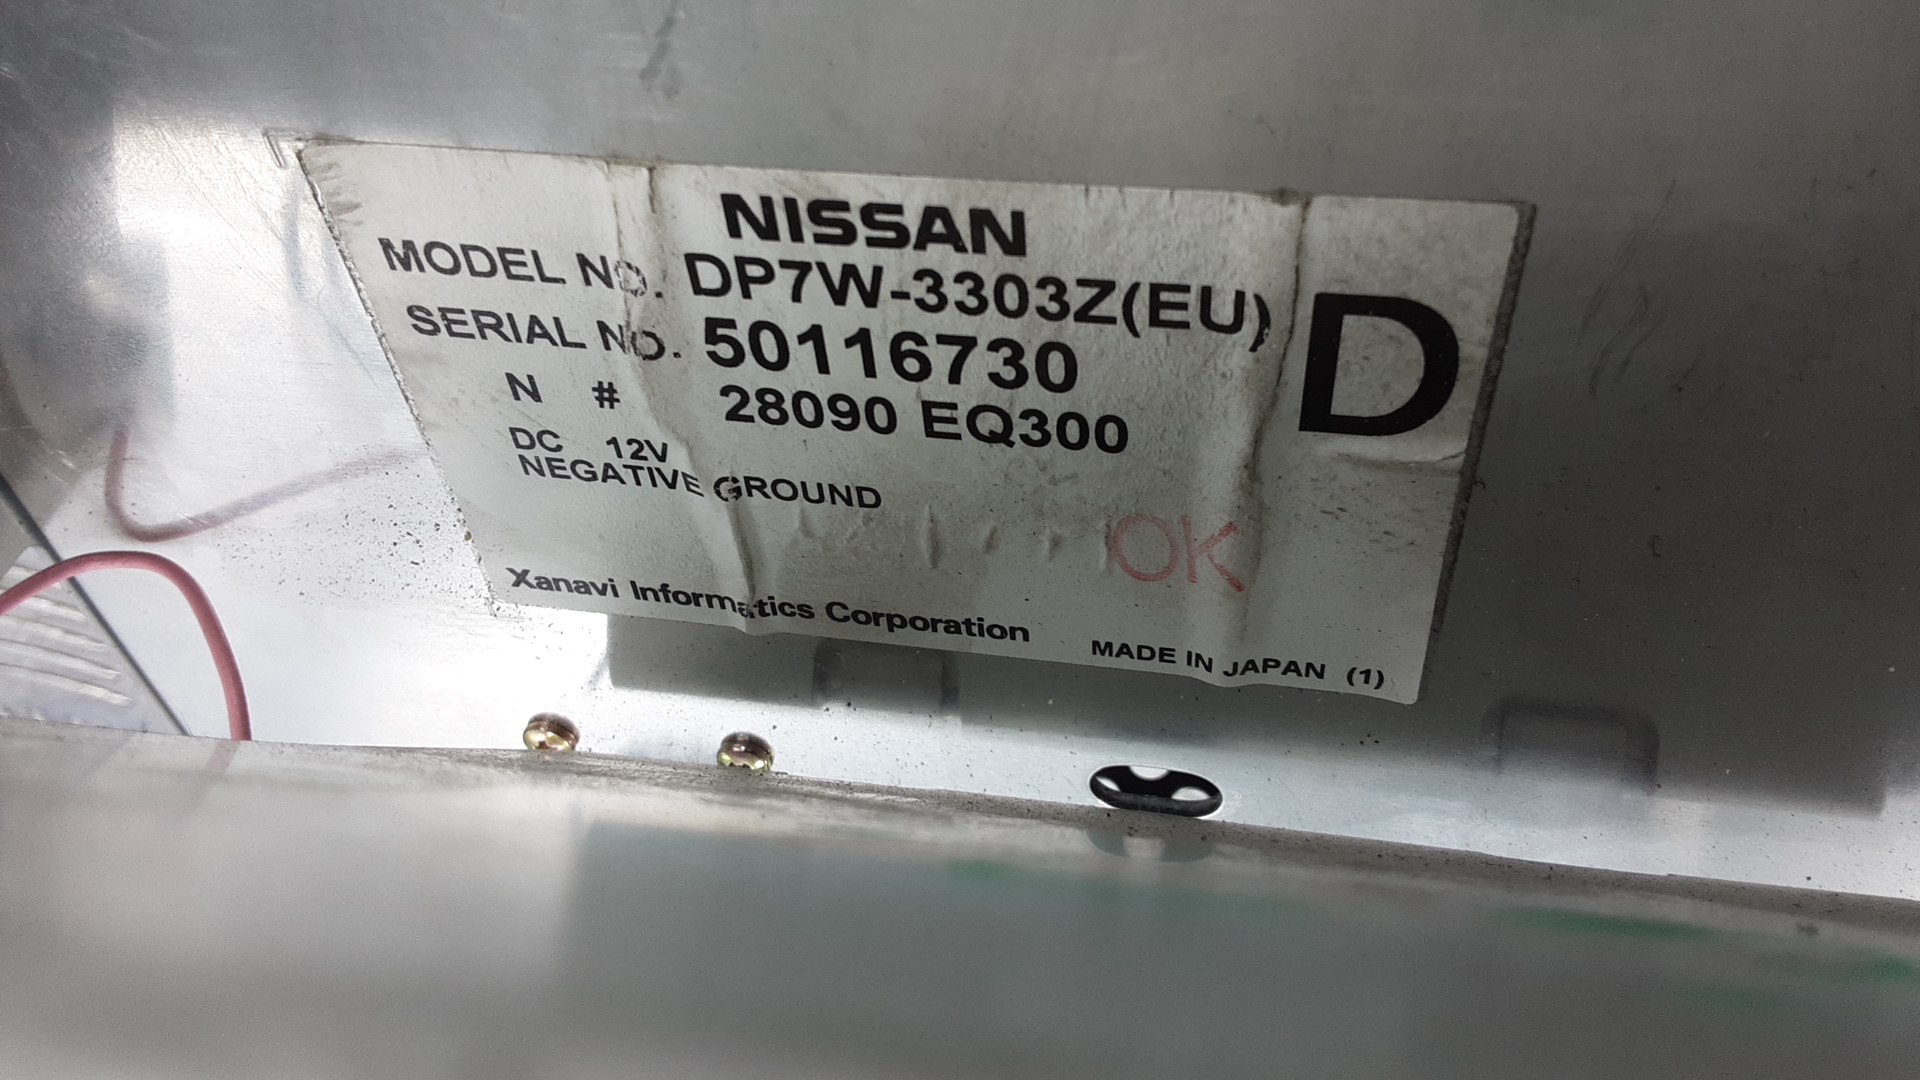 NISSAN
MODEL NO. DP7W-3303Z(EU)
SERIAL NO. 50116730
D
N # 28090 EQ300
DC 12V
NEGATIVE GROUND
OK
Xanavi Informatics Corporation
MADE IN JAPAN (1)